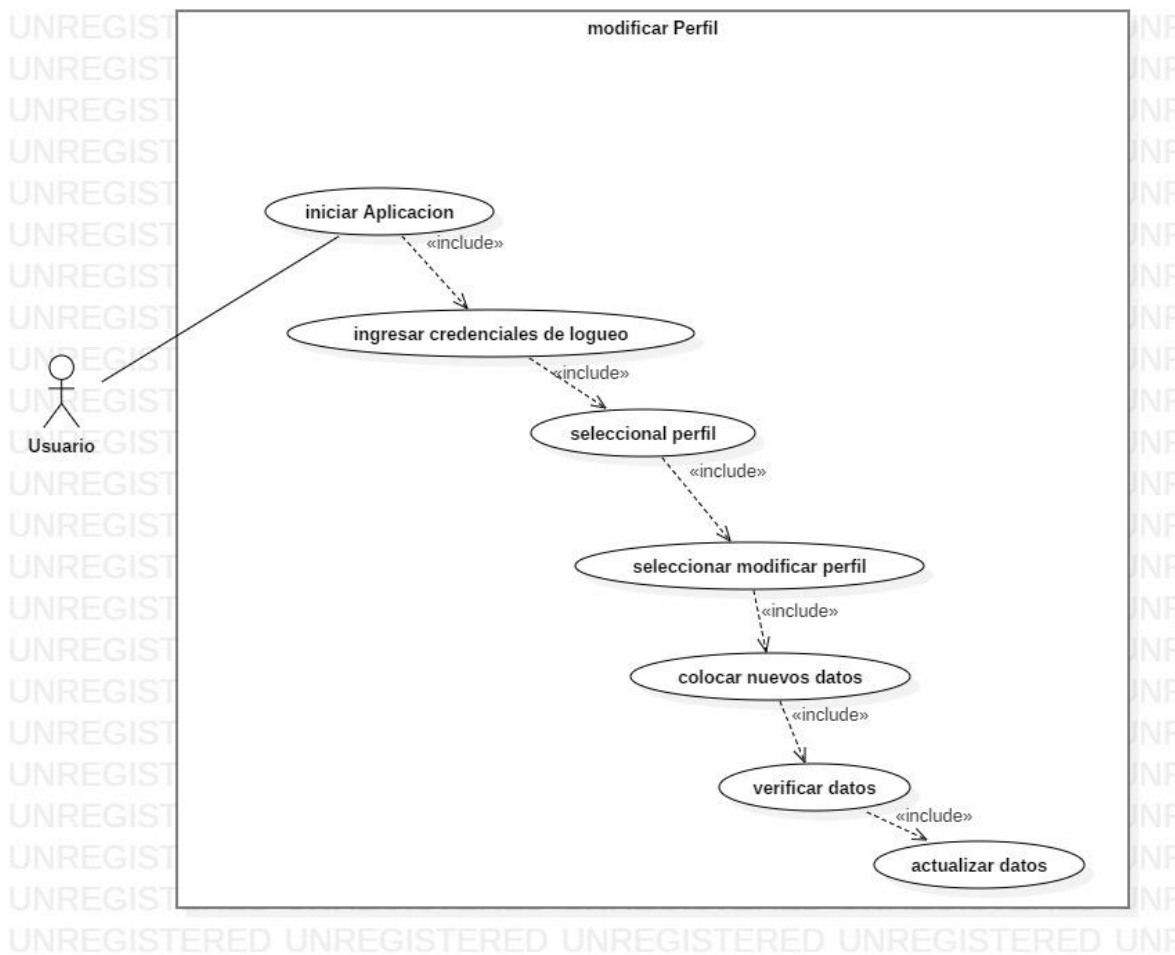 modificar Perfil
iniciar Aplicacion
«include»
ingresar credenciales de logueo
«include»
seleccional perfil
Usuario
«include»
seleccionar modificar perfil
«include»
colocar nuevos datos
«include»
verificar datos
«include»
actualizar datos
UNREGISTERED UNREGISTERED UNREGISTERED UNREGISTERED